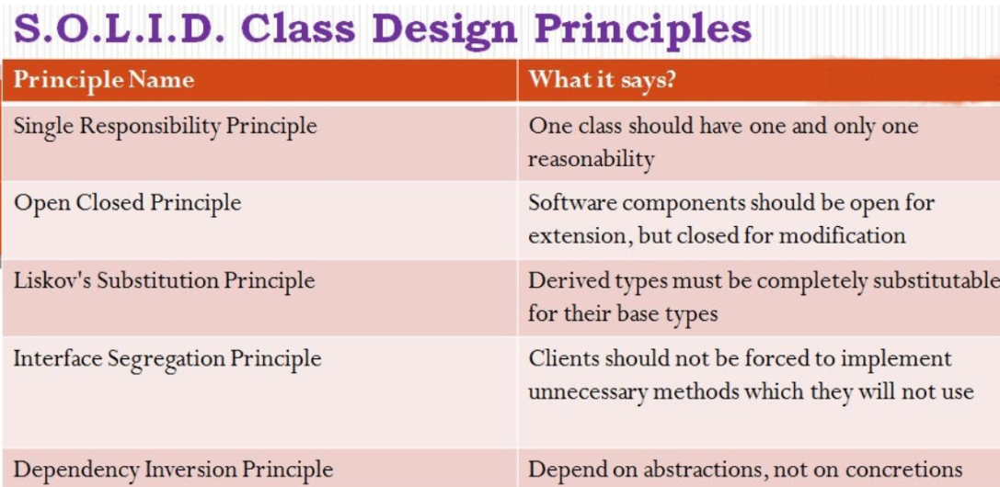 S.O.L.I.D. Class Design Principles
Principle Name
What it says?
Single Responsibility Principle
One class should have one and only one
reasonability
Open Closed Principle
Software components should be open for
extension, but closed for modification
Liskov's Substitution Principle
Derived types must be completely substitutable
for their base types
Interface Segregation Principle
Clients should not be forced to implement
unnecessary methods which they will not use
Dependency Inversion Principle
Depend on abstractions, not on concretions